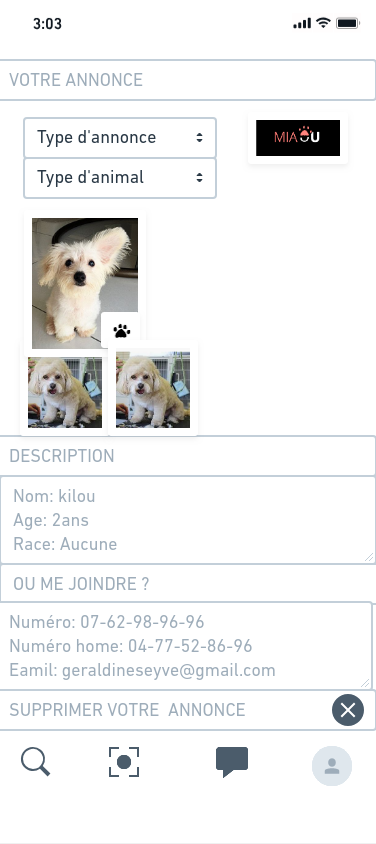 3:03
VOTRE ANNONCE
Type d'annonce
MIAOU
Type d'animal
DESCRIPTION
Nom: kilou
Age: 2ans
Race: Aucune
OU ME JOINDRE ?
Numéro: 07-62-98-96-96
Numéro home: 04-77-52-86-96
Eamil: geraldineseyve@gmail.com
SUPPRIMER VOTRE ANNONCE